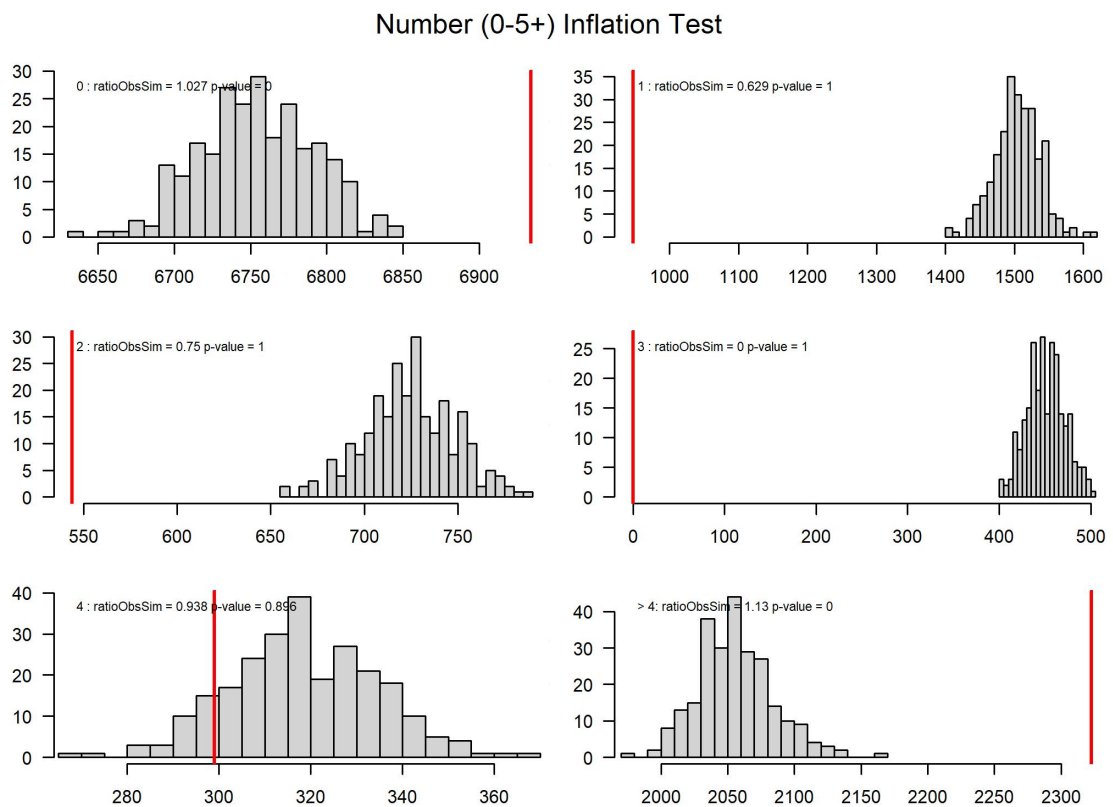 Number (0-5+) Inflation Test
0 : ratioObsSim = 1.027 p-value = 0
30
25
20
15
10
5
0
6650 6700 6750 6800 6850 6900
1 : ratioObsSim = 0.629 p-value = 1
35
30
25
20
15
10
5
0
1000 1100 1200 1300 1400 1500 1600
2 : ratioObsSim = 0.75 p-value = 1
30
25
20
15
10
5
0
550 600 650 700 750
3 : ratioObsSim = 0 p-value = 1
25
20
15
10
5
0
0 100 200 300 400 500
4 : ratioObsSim = 0.938 p-value = 0.896
40
30
20
10
0
280 300 320 340 360
> 4: ratioObsSim = 1.13 p-value = 0
40
30
20
10
0
2000 2050 2100 2150 2200 2250 2300